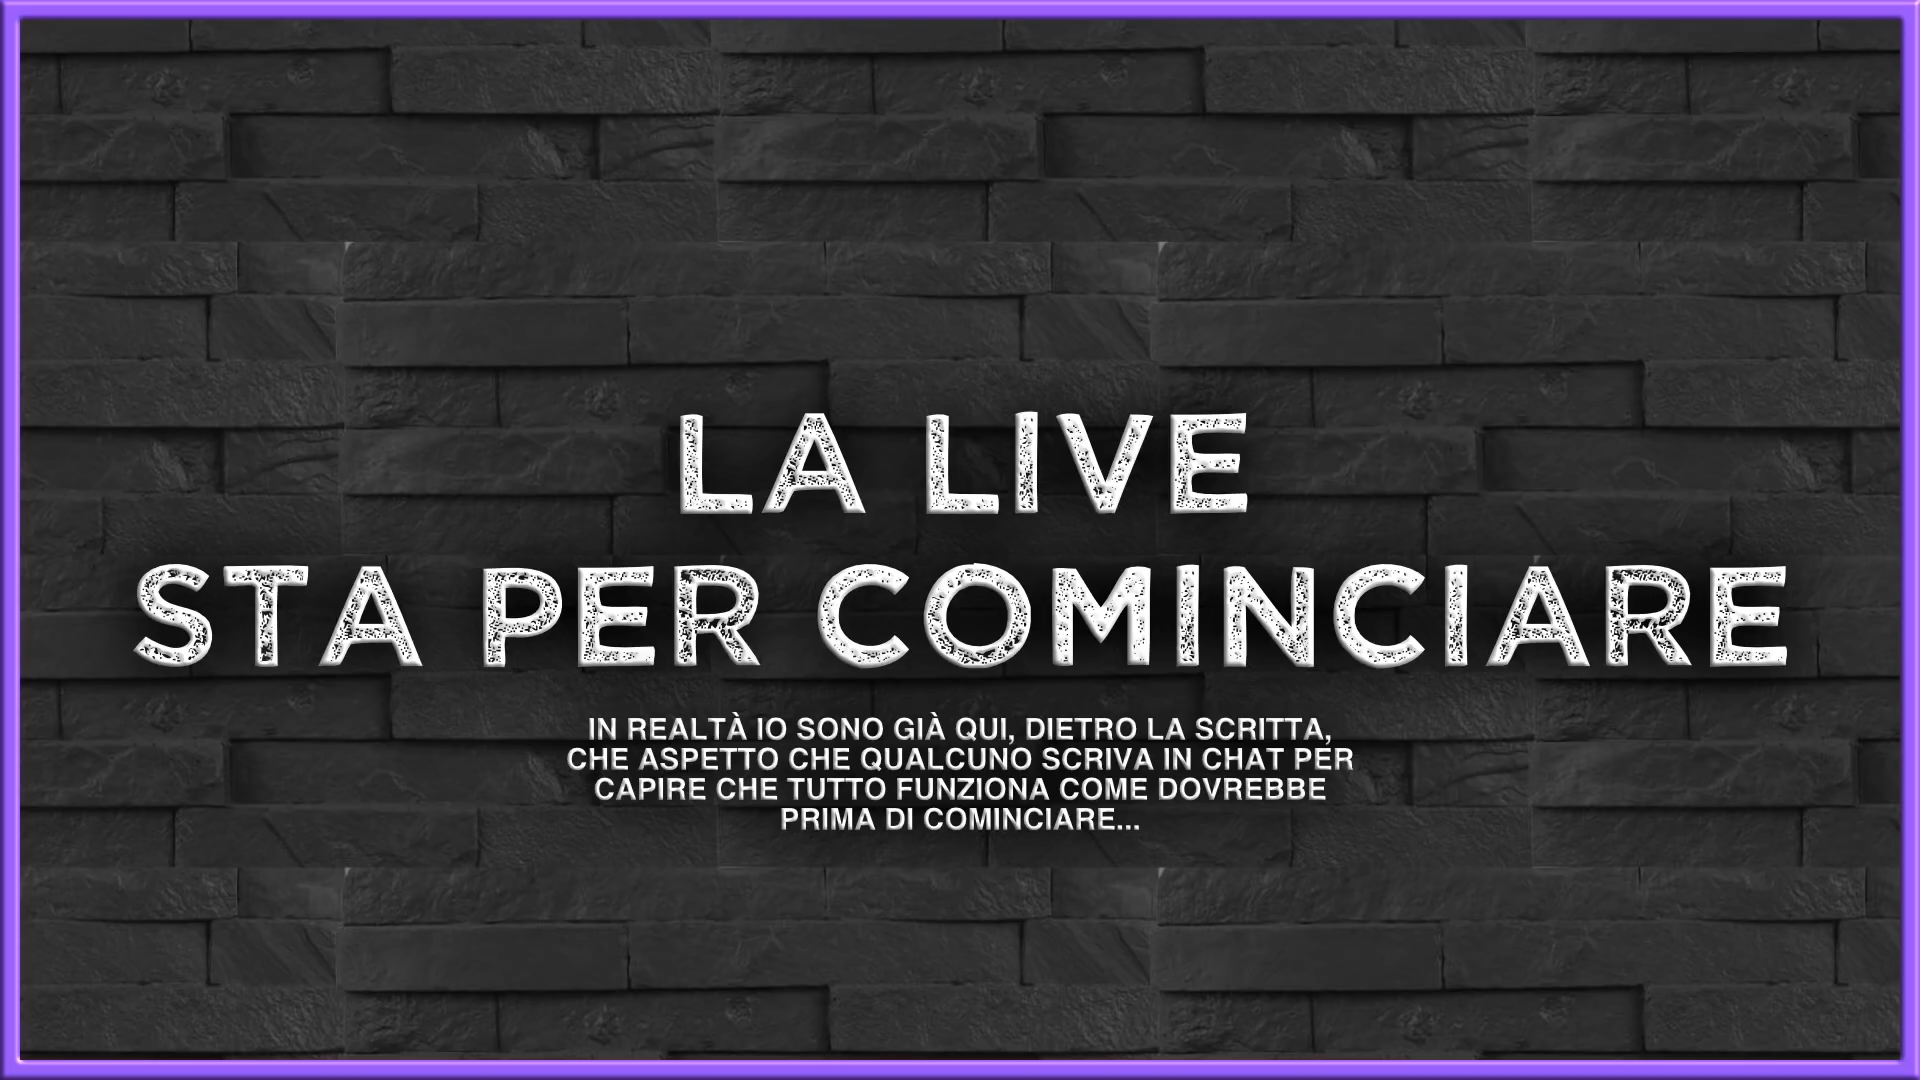 LA LIVE
STA PER COMINCIARE
IN REALTÀ IO SONO GIÀ QUI, DIETRO LA SCRITTA,
CHE ASPETTO CHE QUALCUNO SCRIVA IN CHAT PER
CAPIRE CHE TUTTO FUNZIONA COME DOVREBBE
PRIMA DI COMINCIARE...